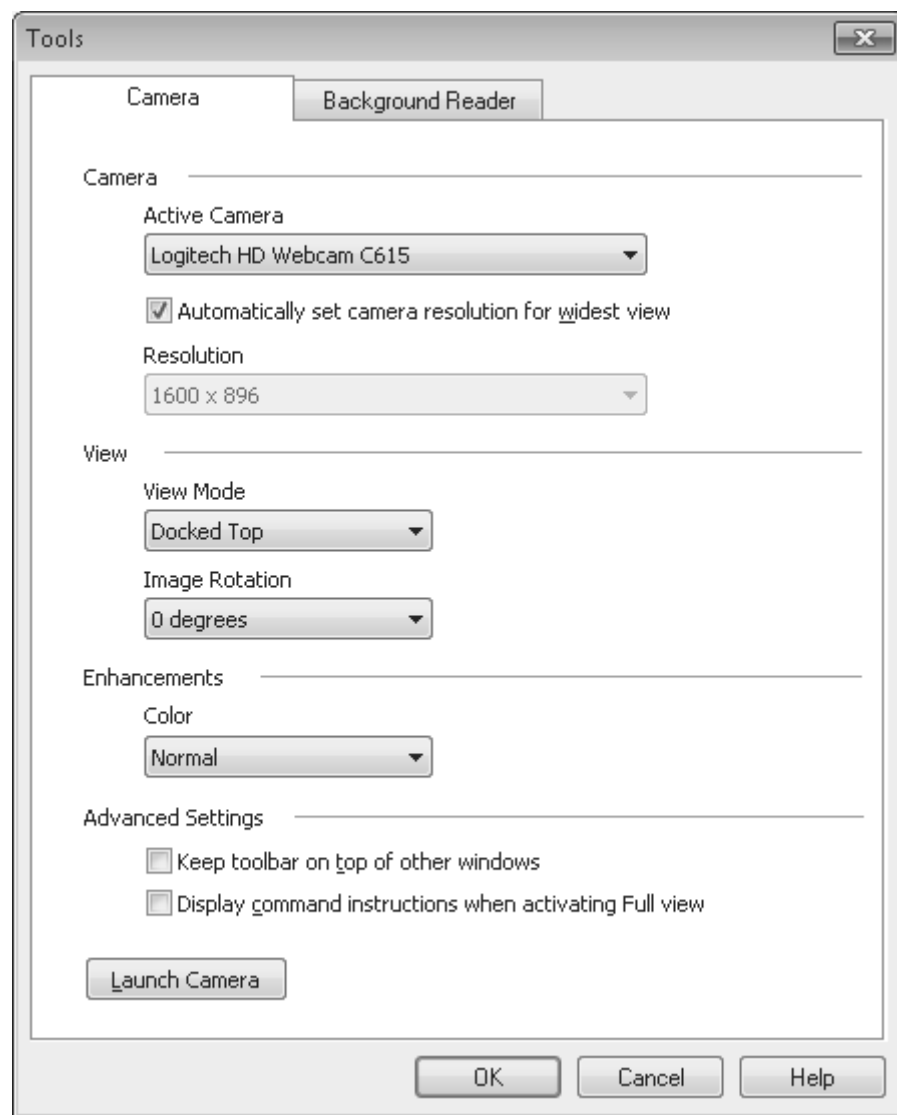 Tools
Camera
Background Reader
Camera
Active Camera
Logitech HD Webcam C615
Automatically set camera resolution for widest view
Resolution
1600 x 896
View
View Mode
Docked Top
Image Rotation
0 degrees
Enhancements
Color
Normal
Advanced Settings
Keep toolbar on top of other windows
Display command instructions when activating Full view
Launch Camera
OK Cancel Help